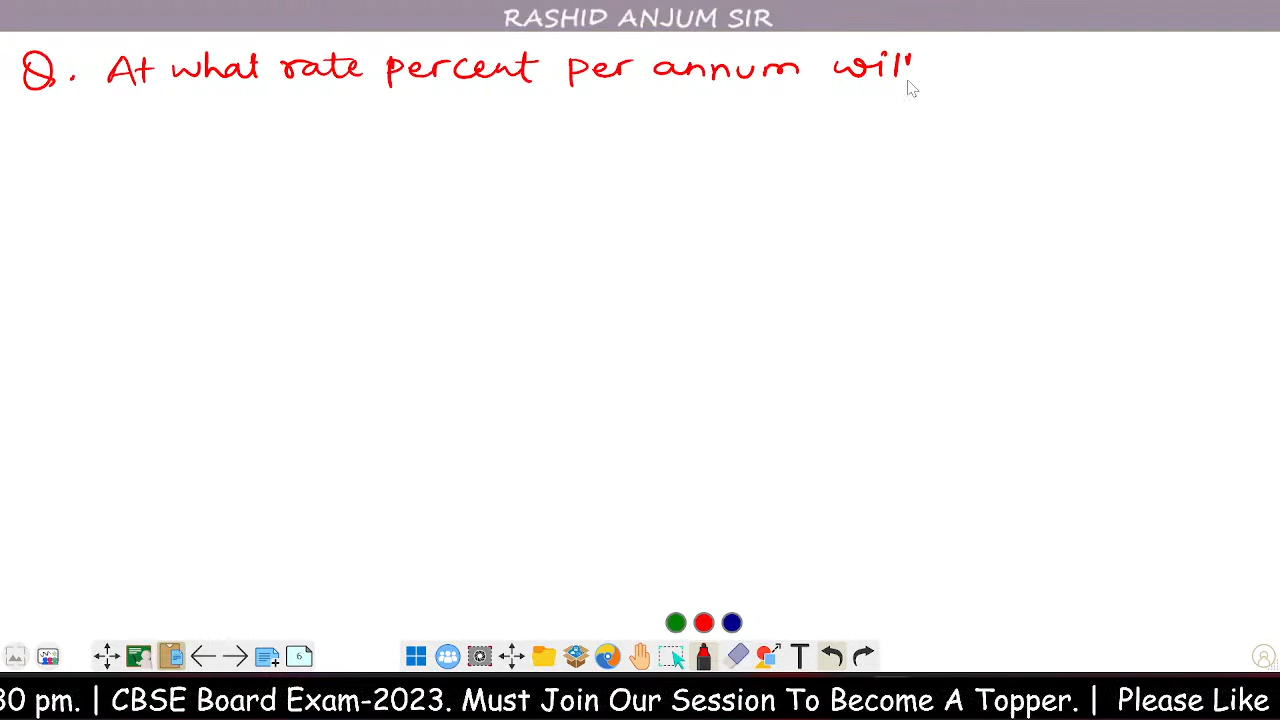 RASHID ANJUM SIR
Q. At what rate percent per annum will
6
T
30 pm. | CBSE Board Exam-2023. Must Join Our Session To Become A Topper. | Please Like